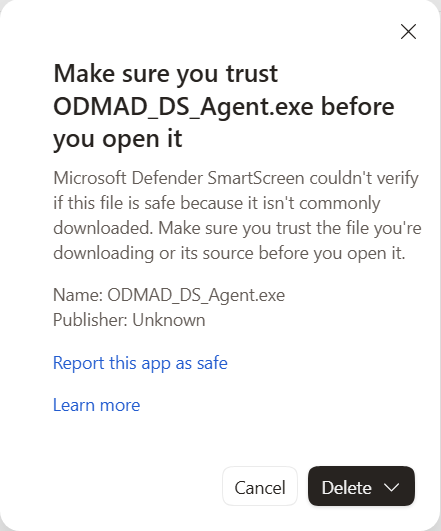 Make sure you trust
ODMAD_DS_Agent.exe before
you open it
Microsoft Defender SmartScreen couldn't verify
if this file is safe because it isn't commonly
downloaded. Make sure you trust the file you're
downloading or its source before you open it.
Name: ODMAD_DS_Agent.exe
Publisher: Unknown
Report this app as safe
Learn more
Cancel
Delete